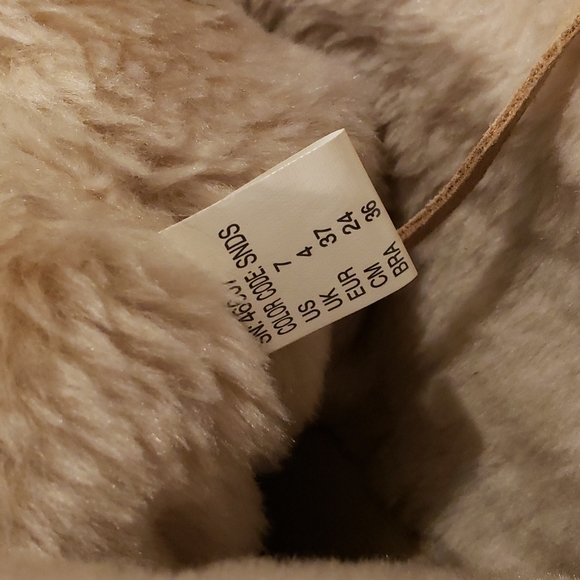 COLOR CODE: SNDS
US 7
UK 4
EUR 37
CM 24
BRA 36